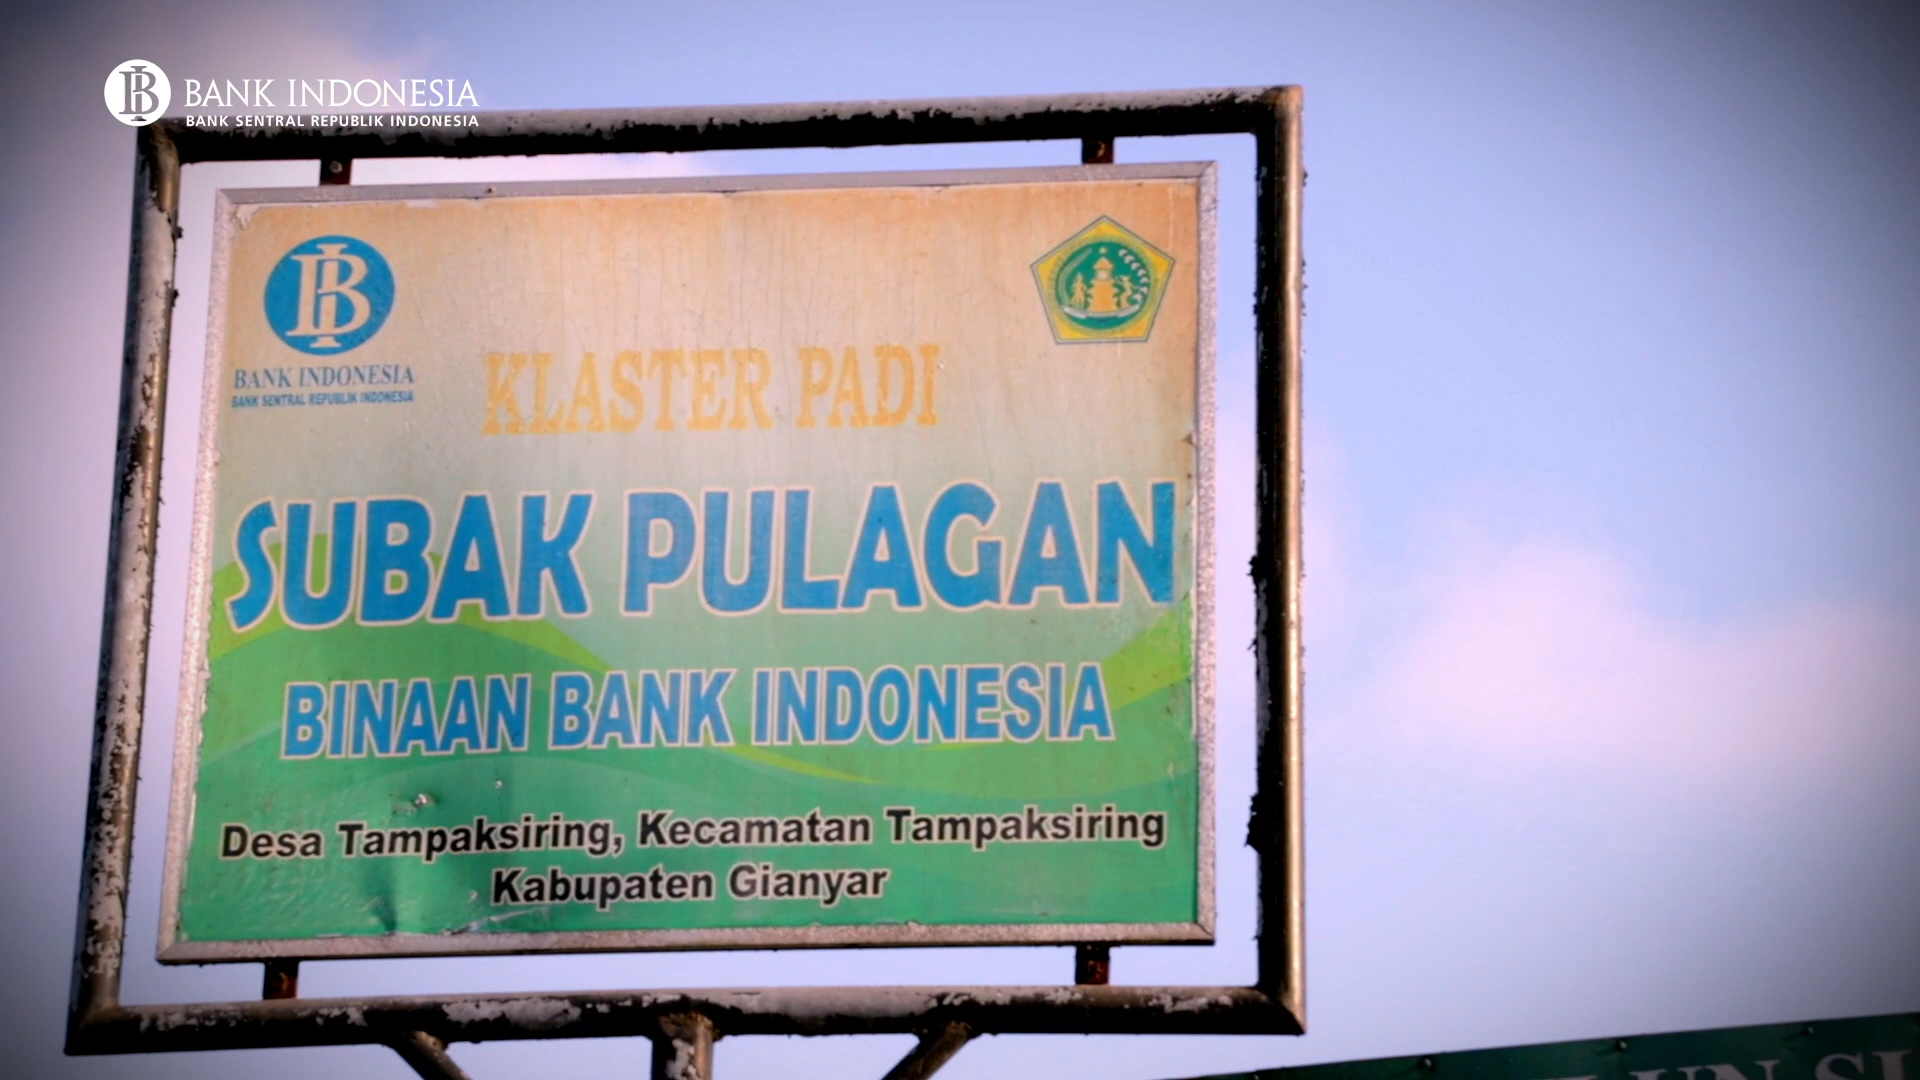 BANK INDONESIA
BANK SENTRAL REPUBLIK INDONESIA
BANK INDONESIA
BANK SENTRAL REPUBLIK INDONESIA
KLASTER PADI
SUBAK PULAGAN
BINAAN BANK INDONESIA
Desa Tampaksiring, Kecamatan Tampaksiring
Kabupaten Gianyar